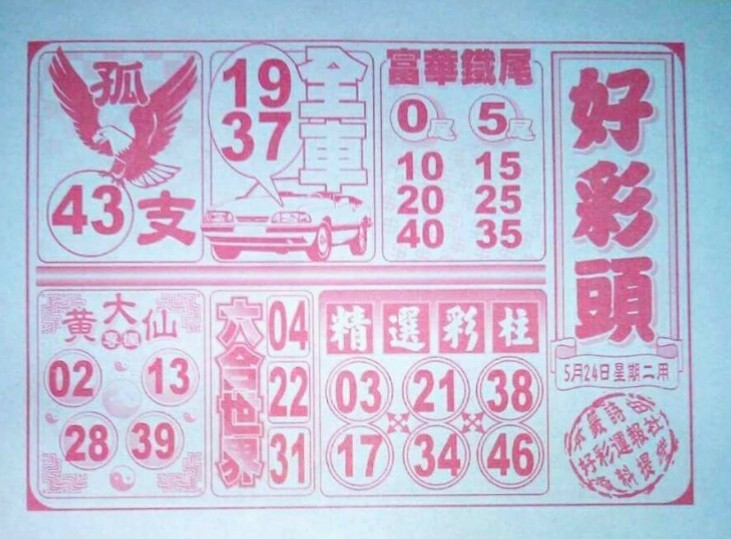 好彩頭
5月24日星期二用
孤
43支
19
37
全車
富華鐵尾
0尾
5尾
10 15
20 25
40 35
黃大仙
02 13
28 39
六合世界
04
22
31
精選彩柱
03 21 38
17 34 46
好彩運報社